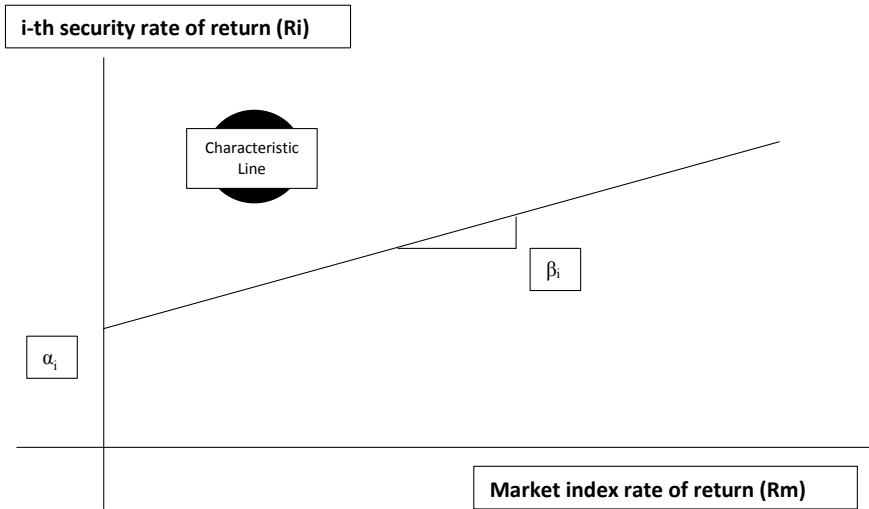 i-th security rate of return (Ri)
Characteristic
Line
βᵢ
αᵢ
Market index rate of return (Rm)